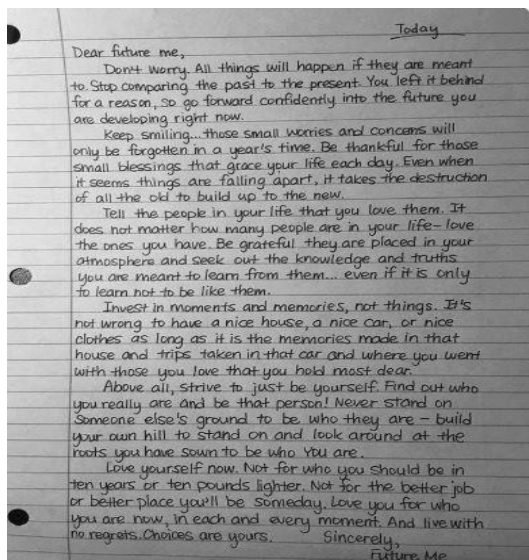 Today
Dear future me,
Don't worry. All things will happen if they are meant
to. Stop comparing the past to the present. You left it behind
for a reason, so go forward confidently into the future you
are developing right now.
Keep smiling...those small worries and concerns will
only be forgotten in a year's time. Be thankful for those
small blessings that grace your life each day. Even when
it seems things are falling apart, it takes the destruction
of all the old to build up to the new.
Tell the people in your life that you love them. It
does not matter how many people are in your life-love
the ones you have. Be grateful they are placed in your
atmosphere and seek out the knowledge and truths
you are meant to learn from them... even if it is only
to learn not to be like them.
Invest in moments and memories, not things. It's
not wrong to have a nice house, a nice car, or nice
clothes as long as it is the memories made in that
house and trips taken in that car and where you went
with those you love that you hold most dear.
Above all, strive to just be yourself. Find out who
you really are and be that person! Never stand on
someone else's ground to be who they are - build
your own hill to stand on and look around at the
roots you have sown to be who You are.
Love yourself now. Not for who you should be in
ten years or ten pounds lighter. Not for the better job
or better place you'll be someday. Love you for who
you are now, in each and every moment. And live with
no regrets. Choices are yours. Sincerely,
Future Me